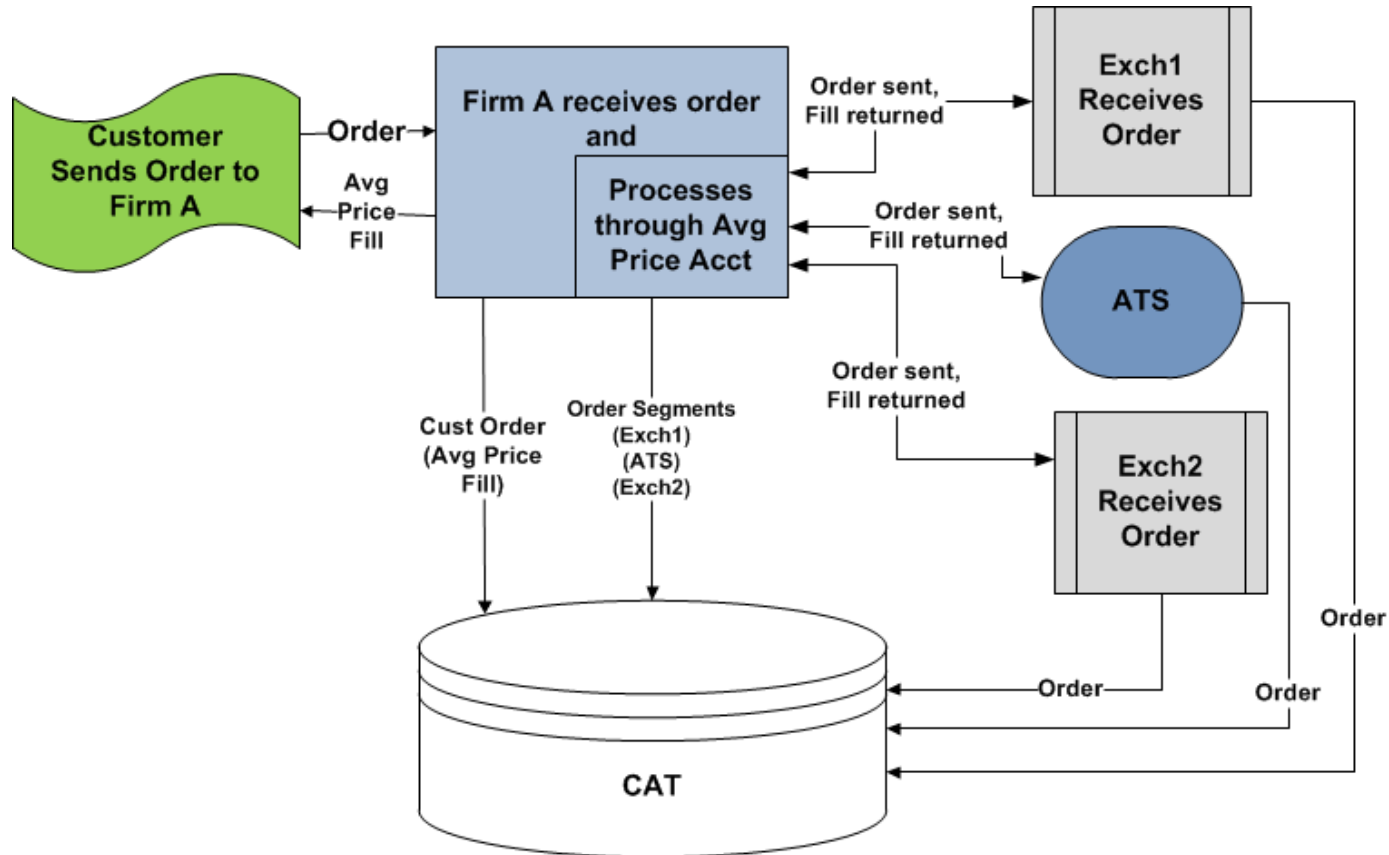 Customer
Sends Order to
Firm A
Order
Avg
Price
Fill
Firm A receives order
and
Processes
through Avg
Price Acct
Order sent,
Fill returned
Exch1
Receives
Order
Order sent,
Fill returned
ATS
Order sent,
Fill returned
Exch2
Receives
Order
Cust Order
(Avg Price
Fill)
Order Segments
(Exch1)
(ATS)
(Exch2)
Order
Order
Order
CAT